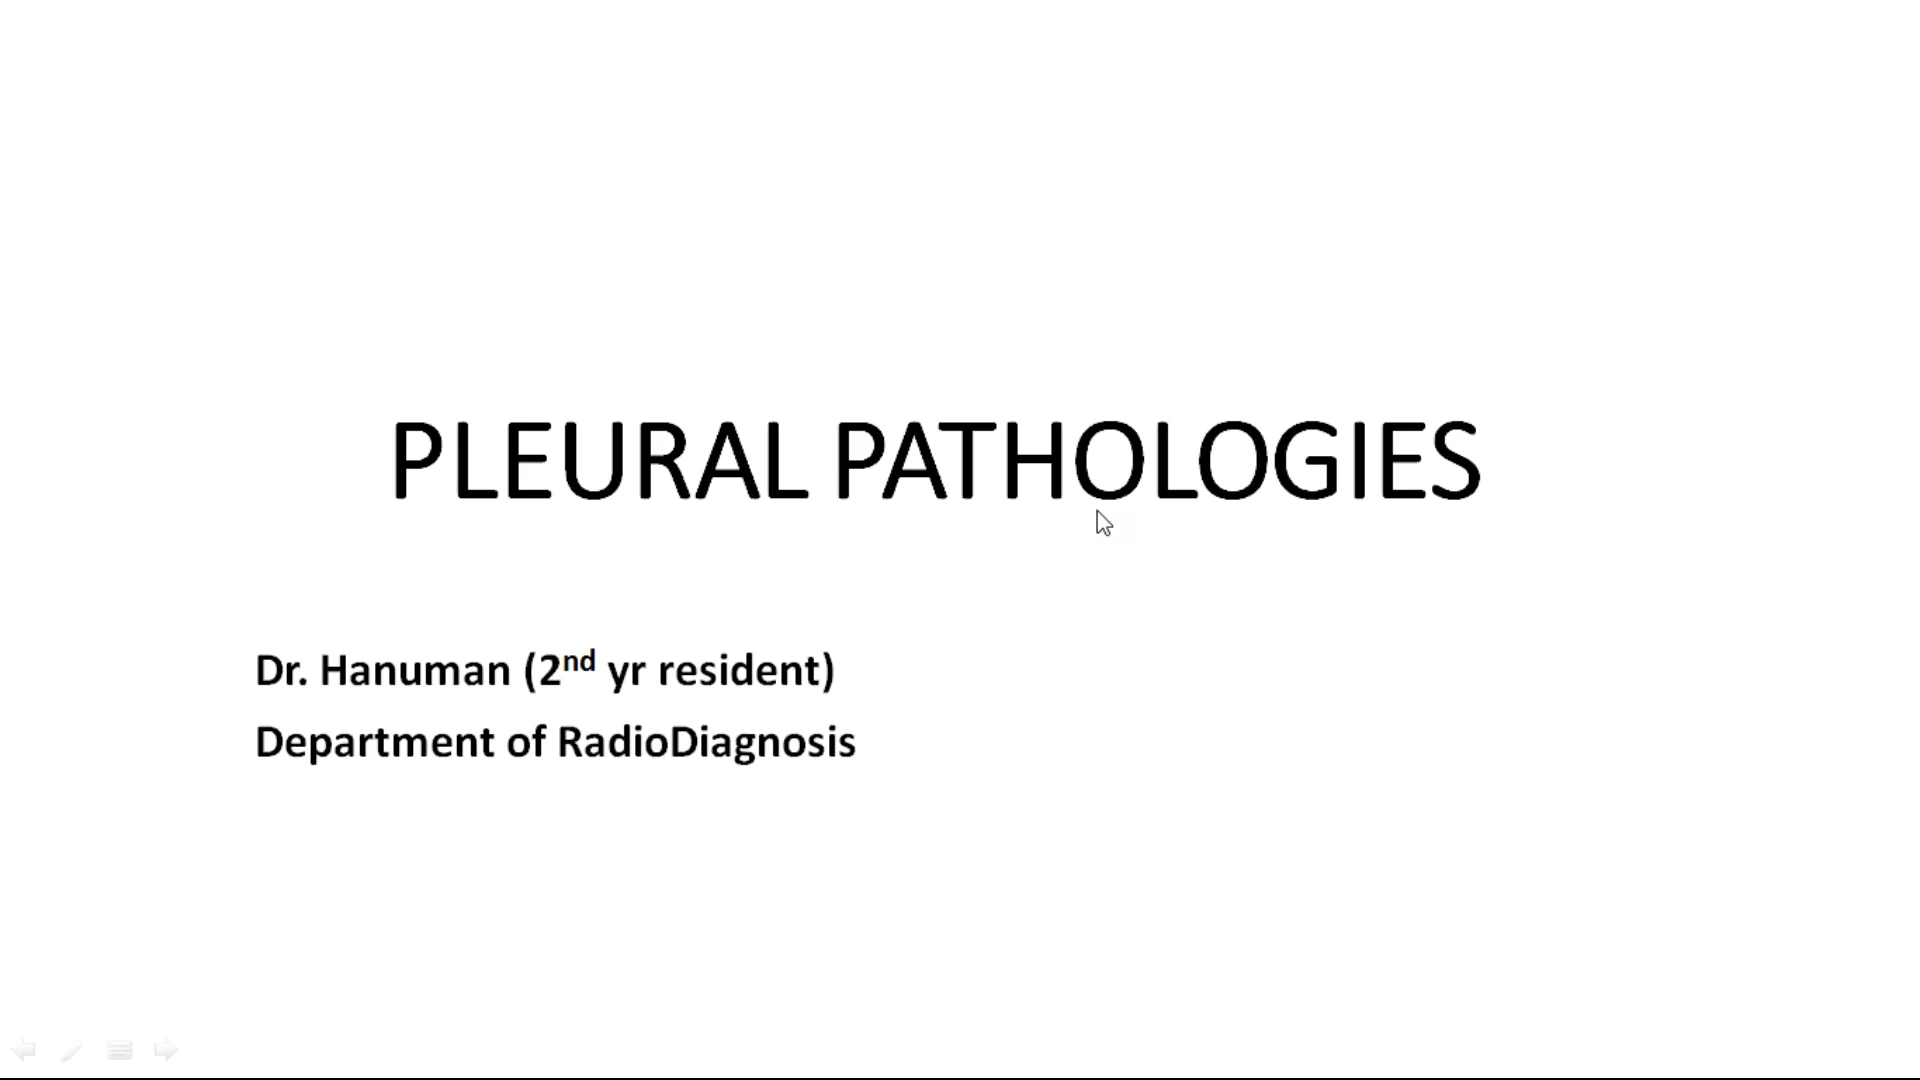 PLEURAL PATHOLOGIES
Dr. Hanuman (2nd yr resident)
Department of RadioDiagnosis